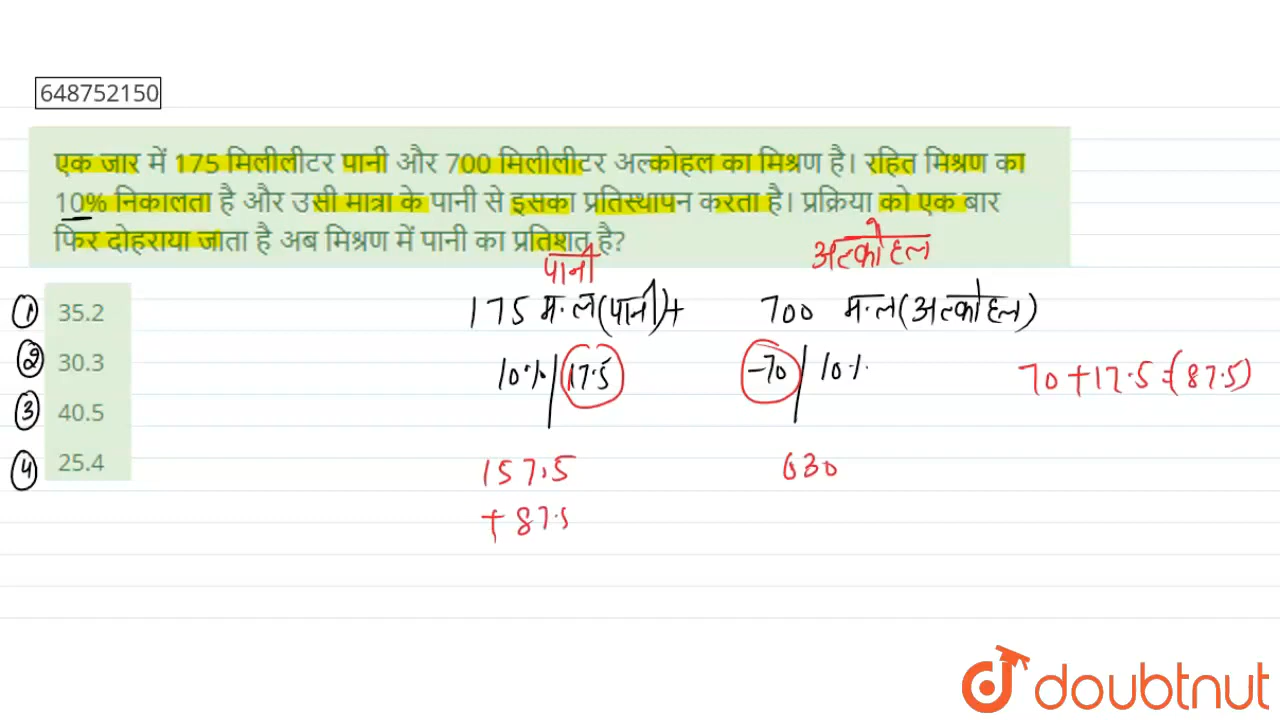 648752150
एक जार में 175 मिलीलीटर पानी और 700 मिलीलीटर अल्कोहल का मिश्रण है। रहित मिश्रण का
10% निकालता है और उसी मात्रा के पानी से इसका प्रतिस्थापन करता है। प्रक्रिया को एक बार
फिर दोहराया जाता है अब मिश्रण में पानी का प्रतिशत है?
पानी अल्कोहल
① 35.2 175 म.ल(पानी)+ 700 म.ल(अल्कोहल)
② 30.3 10% 17.5 -70 10% 70+17.5=(87.5)
③ 40.5
④ 25.4 157.5 630
+87.5
doubtnut